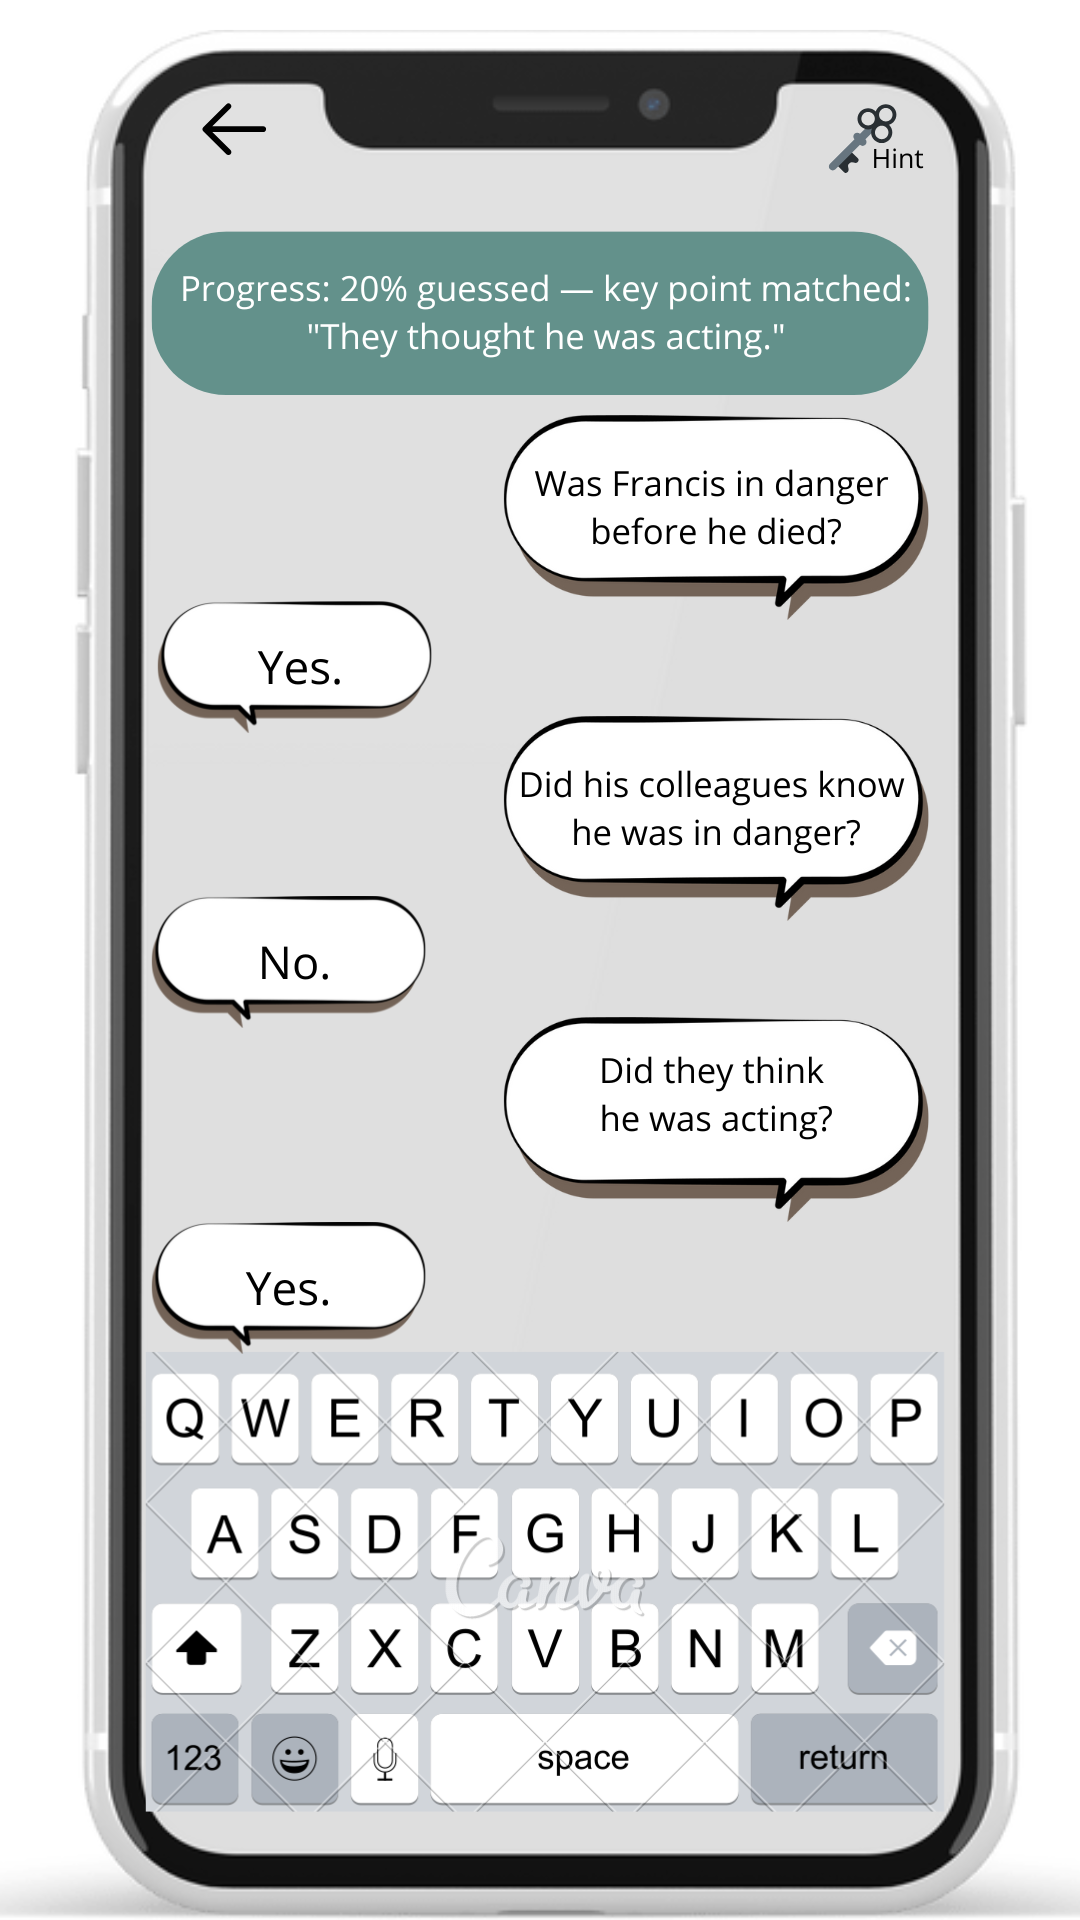 Hint
Progress: 20% guessed — key point matched:
"They thought he was acting."
Was Francis in danger
before he died?
Yes.
Did his colleagues know
he was in danger?
No.
Did they think
he was acting?
Yes.
Q W E R T Y U I O P
A S D F G H J K L
Canva
Z X C V B N M
123 space return